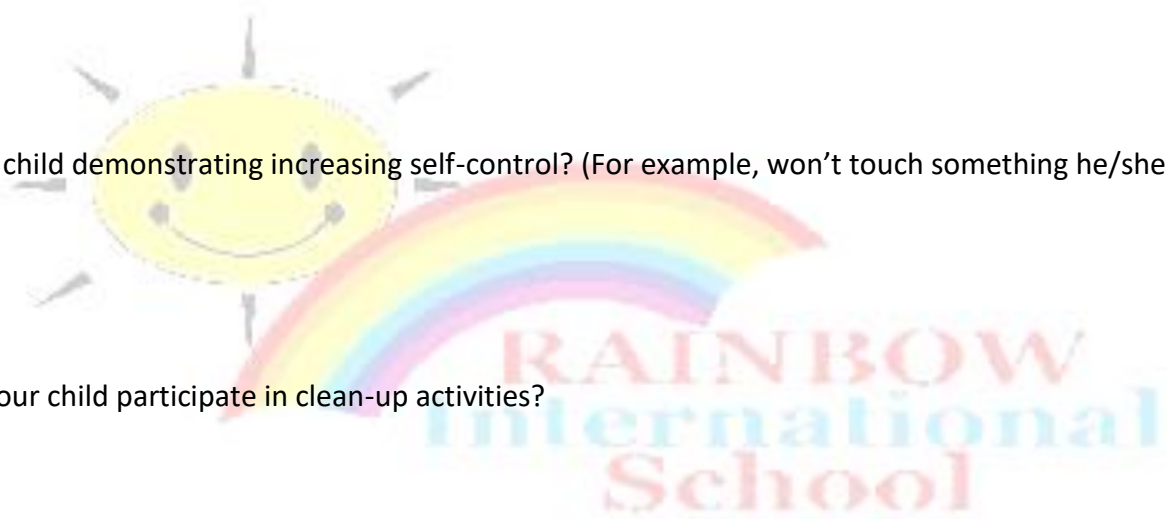 child demonstrating increasing self-control? (For example, won’t touch something he/she
our child participate in clean-up activities?
RAINBOW
International
School